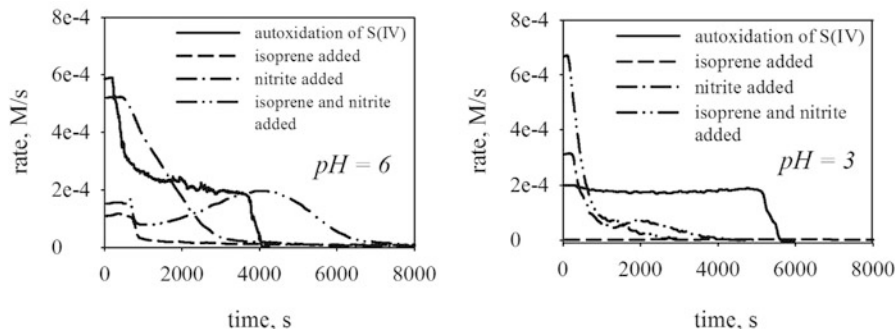 8e-4
6e-4
4e-4
2e-4
0
rate, M/s
autoxidation of S(IV)
isoprene added
nitrite added
isoprene and nitrite
added
pH = 6
0 2000 4000 6000 8000
time, s
8e-4
6e-4
4e-4
2e-4
0
rate, M/s
autoxidation of S(IV)
isoprene added
nitrite added
isoprene and nitrite
added
pH = 3
0 2000 4000 6000 8000
time, s